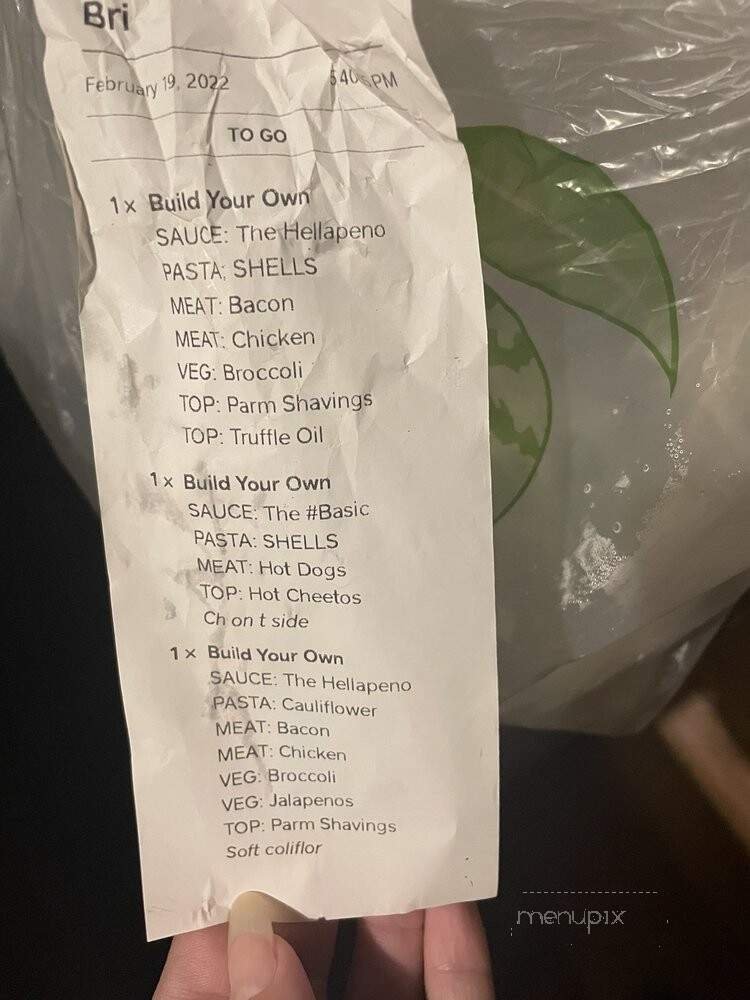 Bri
February 19, 2022 5:40 PM
TO GO
1 x Build Your Own
SAUCE: The Hellapeno
PASTA: SHELLS
MEAT: Bacon
MEAT: Chicken
VEG: Broccoli
TOP: Parm Shavings
TOP: Truffle Oil
1 x Build Your Own
SAUCE: The #Basic
PASTA: SHELLS
MEAT: Hot Dogs
TOP: Hot Cheetos
Ch on t side
1 x Build Your Own
SAUCE: The Hellapeno
PASTA: Cauliflower
MEAT: Bacon
MEAT: Chicken
VEG: Broccoli
VEG: Jalapenos
TOP: Parm Shavings
Soft coliflor
menupix